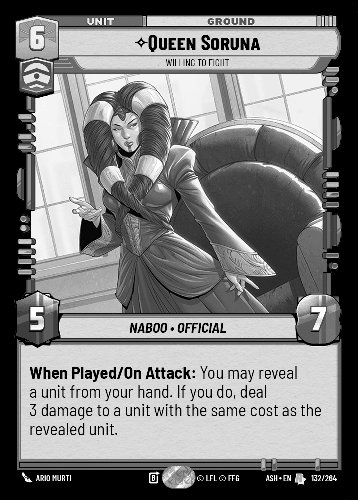 UNIT
GROUND
6
Queen Soruna
WILLING TO FIGHT
5
NABOO • OFFICIAL
7
When Played/On Attack: You may reveal
a unit from your hand. If you do, deal
3 damage to a unit with the same cost as the
revealed unit.
ARIQ MURTI
© LFL © FFG
ASH • EN
132/264